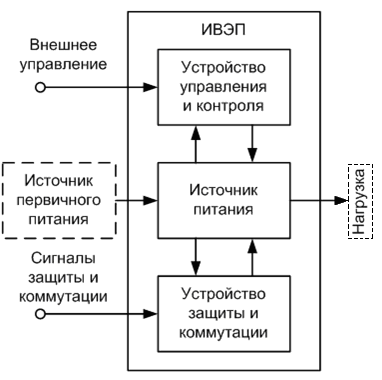 ИВЭП
Внешнее
управление
Устройство
управления
и контроля
Источник
первичного
питания
Источник
питания
Нагрузка
Сигналы
защиты и
коммутации
Устройство
защиты и
коммутации